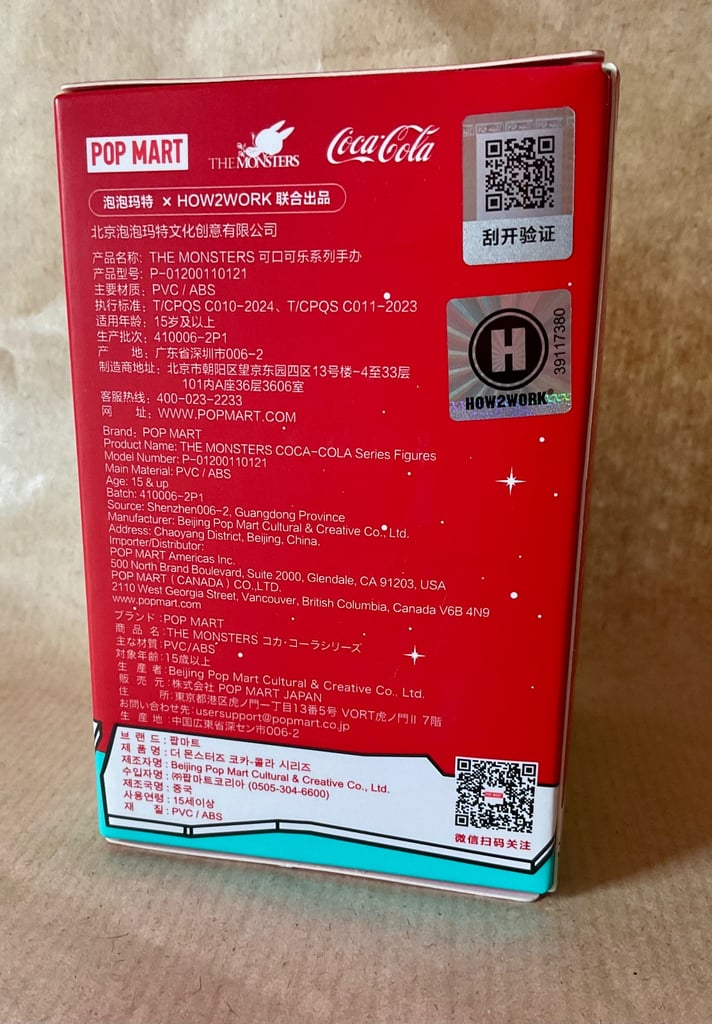 POP MART
THE MONSTERS
Coca-Cola
刮开验证
泡泡玛特 × HOW2WORK 联合出品
北京泡泡玛特文化创意有限公司
产品名称: THE MONSTERS 可口可乐系列手办
产品型号: P-01200110121
主要材质: PVC / ABS
执行标准: T/CPQS C010-2024、T/CPQS C011-2023
适用年龄: 15岁及以上
生产批次: 410006-2P1
产 地: 广东省深圳市006-2
制造商地址: 北京市朝阳区望京东园四区13号楼-4至33层
101内A座36层3606室
客服热线: 400-023-2233
网 址: WWW.POPMART.COM
H
HOW2WORK®
39117380
Brand: POP MART
Product Name: THE MONSTERS COCA-COLA Series Figures
Model Number: P-01200110121
Main Material: PVC / ABS
Age: 15 & up
Batch: 410006-2P1
Source: Shenzhen006-2, Guangdong Province
Manufacturer: Beijing Pop Mart Cultural & Creative Co., Ltd.
Address: Chaoyang District, Beijing, China.
Importer/Distributor:
POP MART Americas Inc.
500 North Brand Boulevard, Suite 2000, Glendale, CA 91203, USA
POP MART ( CANADA ) CO.,LTD.
2110 West Georgia Street, Vancouver, British Columbia, Canada V6B 4N9
www.popmart.com
ブランド:POP MART
商 品 名:THE MONSTERS コカ·コーラシリーズ
主な材質:PVC/ABS
対象年齢:15歳以上
生 産 者:Beijing Pop Mart Cultural & Creative Co., Ltd.
販 売 元:株式会社 POP MART JAPAN
住 所:東京都港区虎ノ門一丁目13番5号 VORT虎ノ門Ⅱ 7階
お問い合わせ先:usersupport@popmart.co.jp
生 産 地:中国広東省深セン市006-2
브 랜 드 : 팝마트
제 품 명 : 더 몬스터즈 코카-콜라 시리즈
제조자명 : Beijing Pop Mart Cultural & Creative Co., Ltd.
수입자명 : ㈜팝마트코리아 (0505-304-6600)
제조국명 : 중국
사용연령 : 15세이상
재 질 : PVC / ABS
POP MART
微信扫码关注